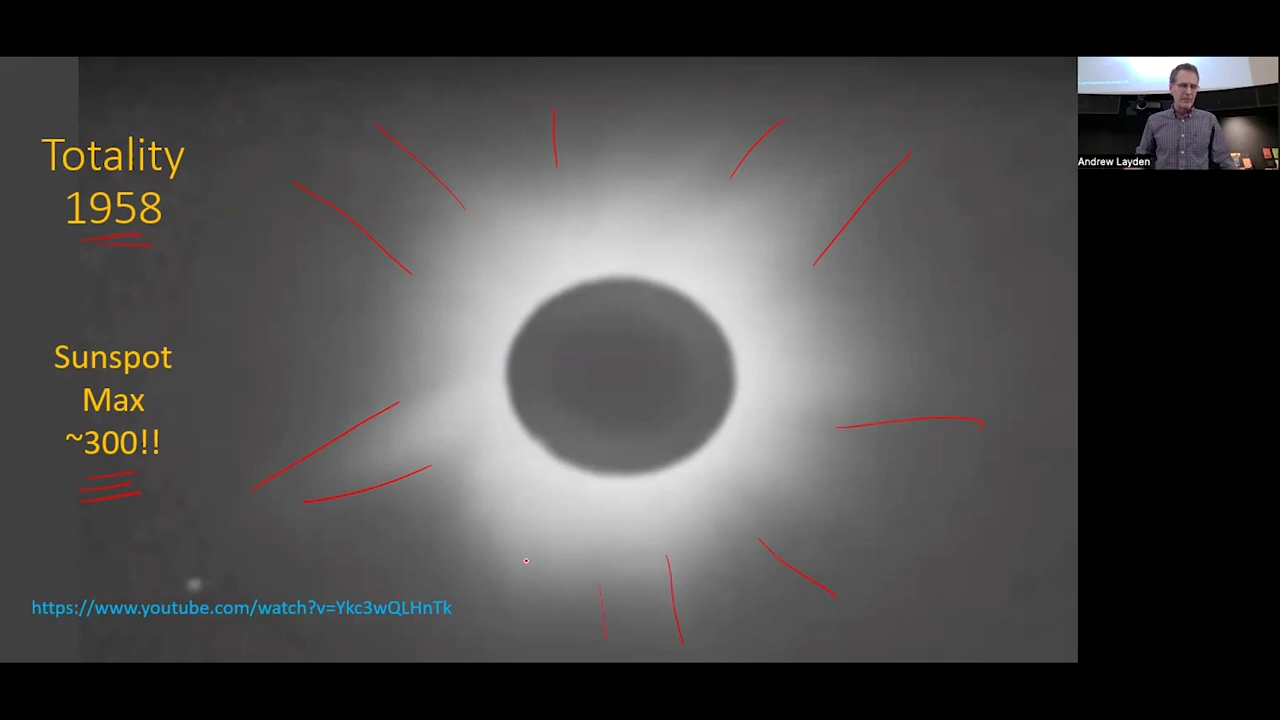 Totality
1958
Sunspot
Max
~300!!
https://www.youtube.com/watch?v=Ykc3wQLHnTk
Andrew Layden